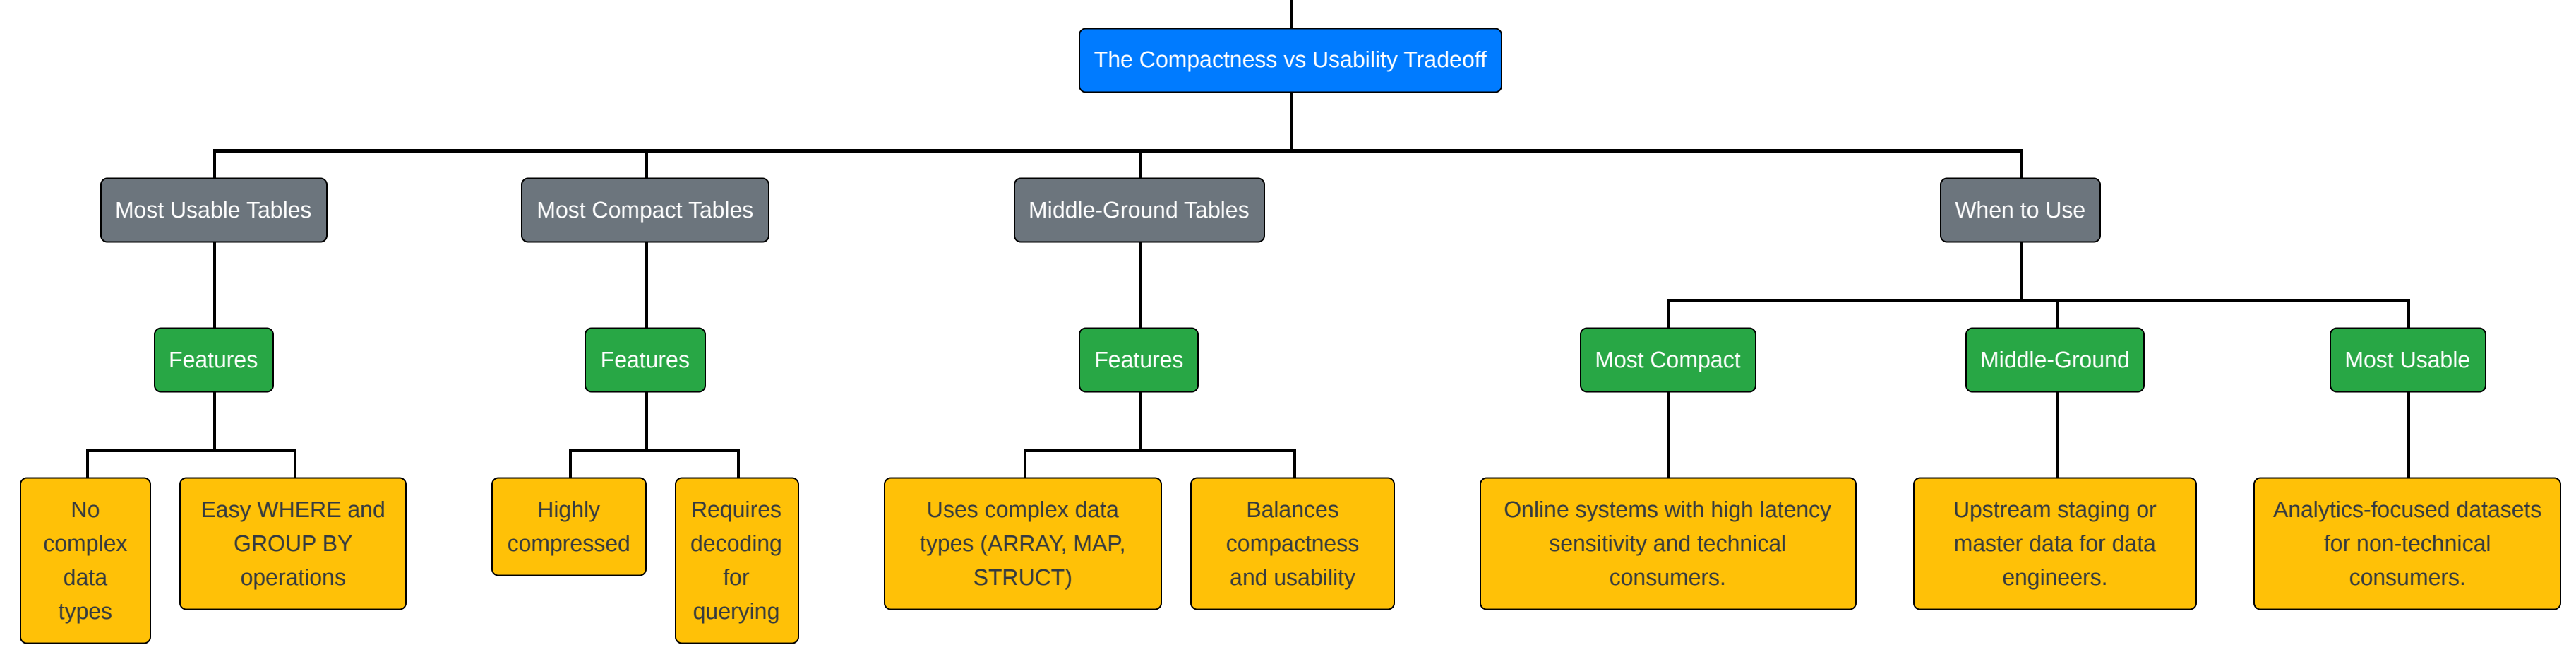 The Compactness vs Usability Tradeoff
Most Usable Tables
Most Compact Tables
Middle-Ground Tables
When to Use
Features
Features
Features
Most Compact
Middle-Ground
Most Usable
No
complex
data
types
Easy WHERE and
GROUP BY
operations
Highly
compressed
Requires
decoding
for
querying
Uses complex data
types (ARRAY, MAP,
STRUCT)
Balances
compactness
and usability
Online systems with high latency
sensitivity and technical
consumers.
Upstream staging or
master data for data
engineers.
Analytics-focused datasets
for non-technical
consumers.